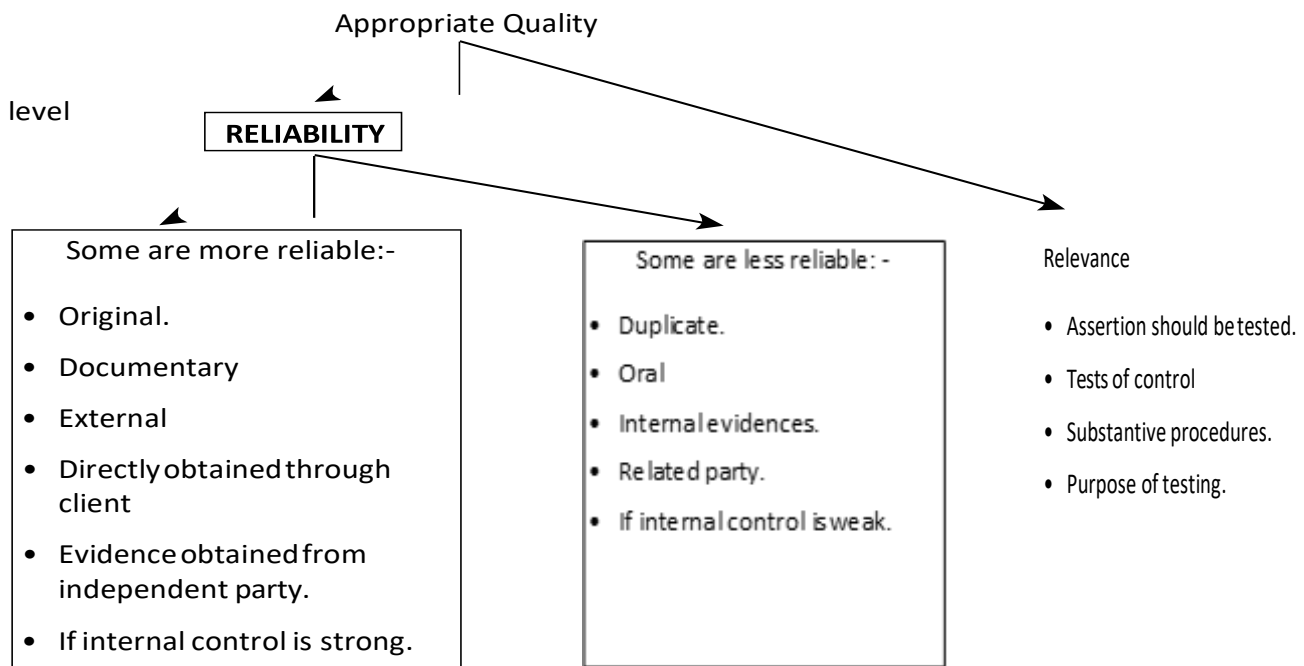 Appropriate Quality
level
RELIABILITY
Some are more reliable:-
• Original.
• Documentary
• External
• Directly obtained through
client
• Evidence obtained from
independent party.
• If internal control is strong.
Some are less reliable: -
• Duplicate.
• Oral
• Internal evidences.
• Related party.
• If internal control is weak.
Relevance
• Assertion should be tested.
• Tests of control
• Substantive procedures.
• Purpose of testing.